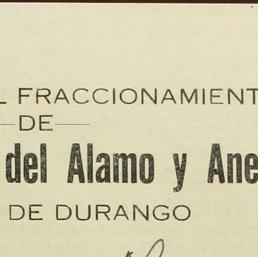 L FRACCIONAMIENT
DE
del Alamo y Ane
DE DURANGO